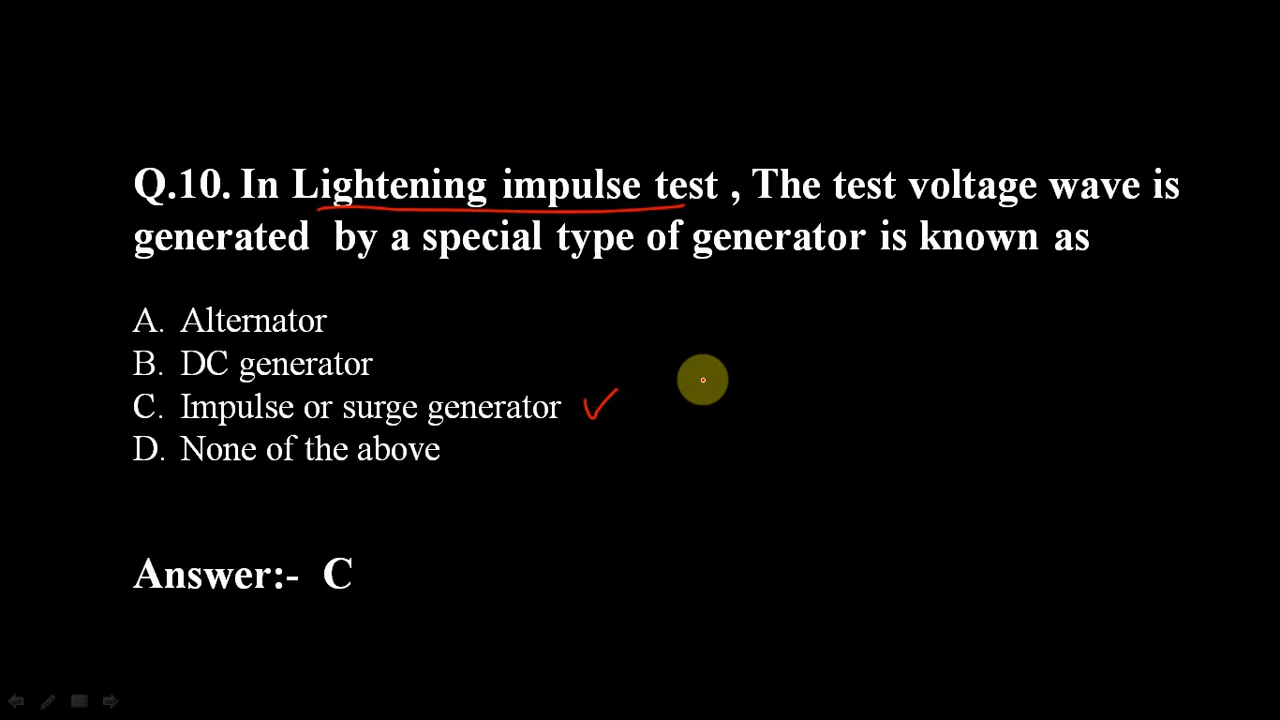 Q.10. In Lightening impulse test , The test voltage wave is
generated by a special type of generator is known as
A. Alternator
B. DC generator
C. Impulse or surge generator
D. None of the above
Answer:- C